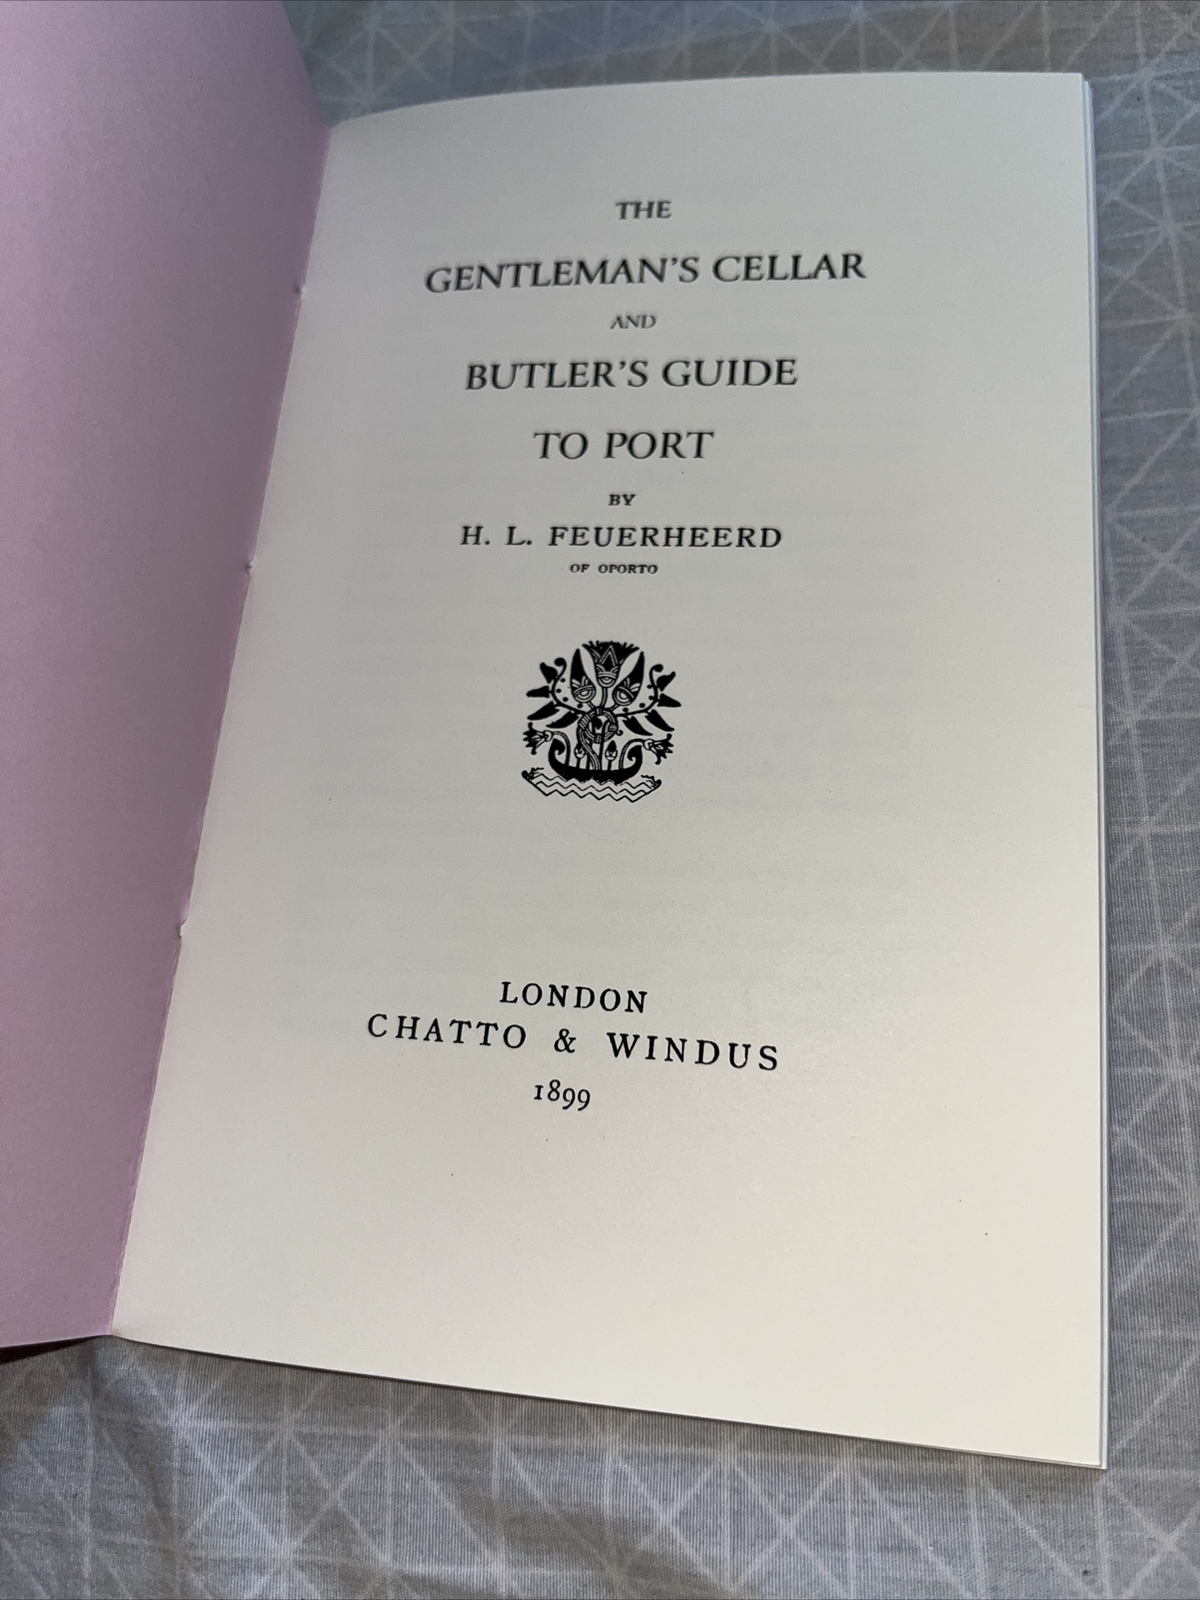 THE
GENTLEMAN'S CELLAR
AND
BUTLER'S GUIDE
TO PORT
BY
H. L. FEUERHEERD
OF OPORTO
LONDON
CHATTO & WINDUS
1899